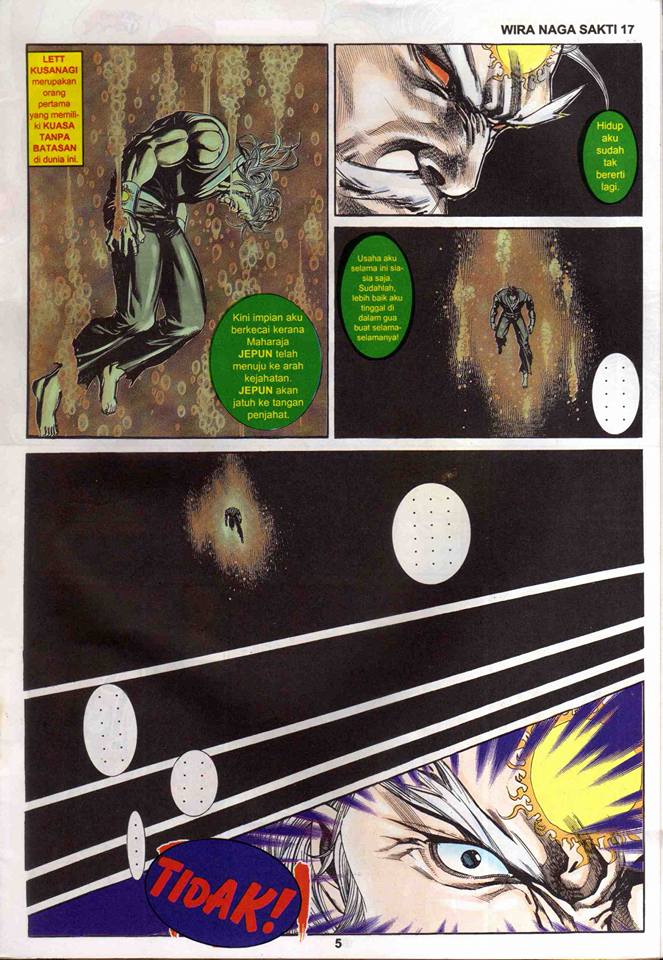 WIRA NAGA SAKTI 17
LETT
KUSANAGI
merupakan
orang
pertama
yang memili-
ki KUASA
TANPA
BATASAN
di dunia ini.
Kini impian aku
berkecai kerana
Maharaja
JEPUN telah
menuju ke arah
kejahatan.
JEPUN akan
jatuh ke tangan
penjahat.
Hidup
aku
sudah
tak
bererti
lagi.
Usaha aku
selama ini sia-
sia saja.
Sudahlah,
lebih baik aku
tinggal di
dalam gua
buat selama-
selamanya!
TIDAK!
5